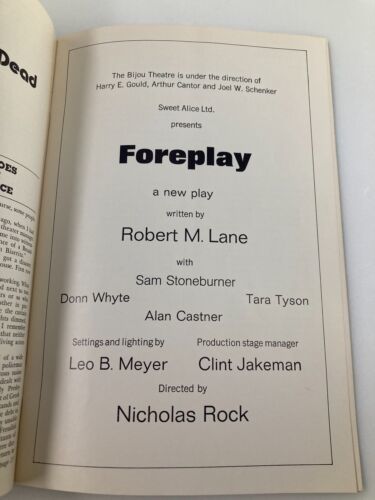 Dead
OES
CE
The Bijou Theatre is under the direction of
Harry E. Gould, Arthur Cantor and Joel W. Schenker
Sweet Alice Ltd.
presents
Foreplay
a new play
written by
Robert M. Lane
with
Sam Stoneburner
Donn Whyte Tara Tyson
Alan Castner
Settings and lighting by Production stage manager
Leo B. Meyer Clint Jakeman
Directed by
Nicholas Rock